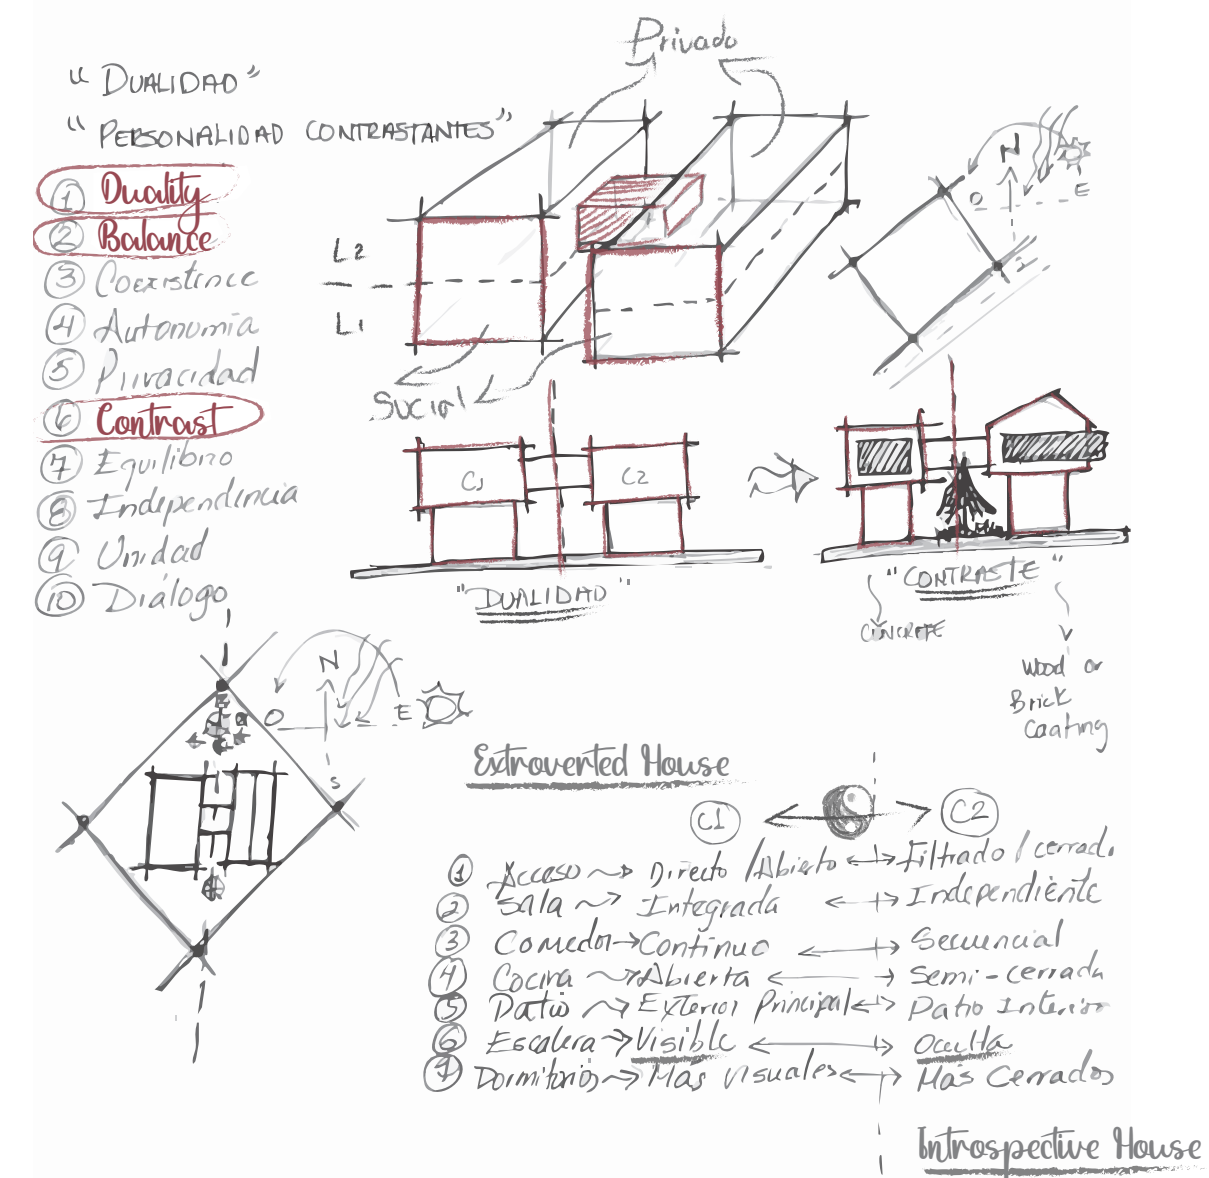 "DUALIDAD"
"PERSONALIDAD CONTRASTANTES"
1 Duality
2 Balance
3 Coexistence
4 Autonomía
5 Privacidad
6 Contrast
7 Equilibrio
8 Independencia
9 Unidad
10 Diálogo
Privado
L2
L1
Social
N
O
E
C1
C2
"DUALIDAD"
"CONTRASTE"
CONCRETE
Wood or
Brick
Coating
N
O
E
S
Extroverted House
C1
C2
1 Acceso → Directo / Abierto ↔ Filtrado / cerrado
2 Sala → Integrada ↔ Independiente
3 Comedor → Continuo ↔ Secuencial
4 Cocina → Abierta ↔ Semi-cerrada
5 Patio → Exterior Principal ↔ Patio Interior
6 Escalera → Visible ↔ Oculta
7 Dormitorios → Más visuales ↔ Más Cerrados
Introspective House